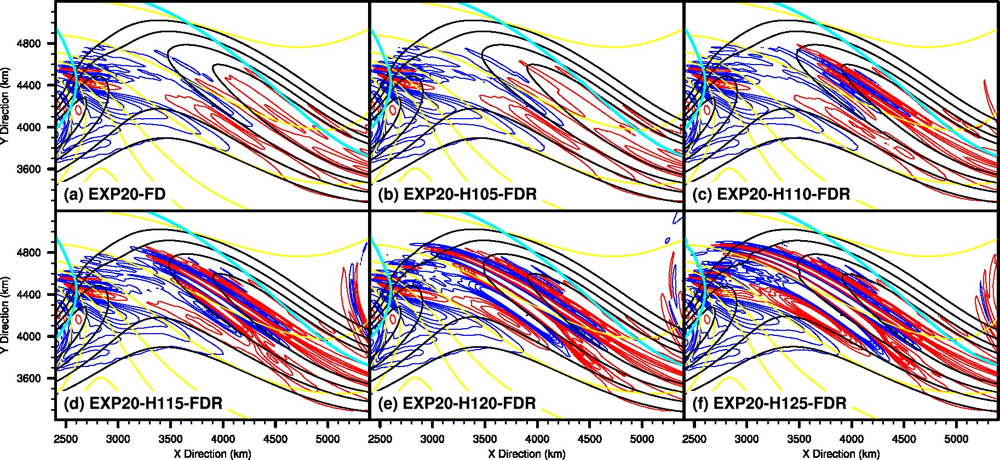 4800
4400
4000
3600
Y Direction (km)
(a) EXP20-FD
(b) EXP20-H105-FDR
(c) EXP20-H110-FDR
4800
4400
4000
3600
Y Direction (km)
(d) EXP20-H115-FDR
(e) EXP20-H120-FDR
(f) EXP20-H125-FDR
2500 3000 3500 4000 4500 5000 2500 3000 3500 4000 4500 5000 2500 3000 3500 4000 4500 5000
X Direction (km) X Direction (km) X Direction (km)